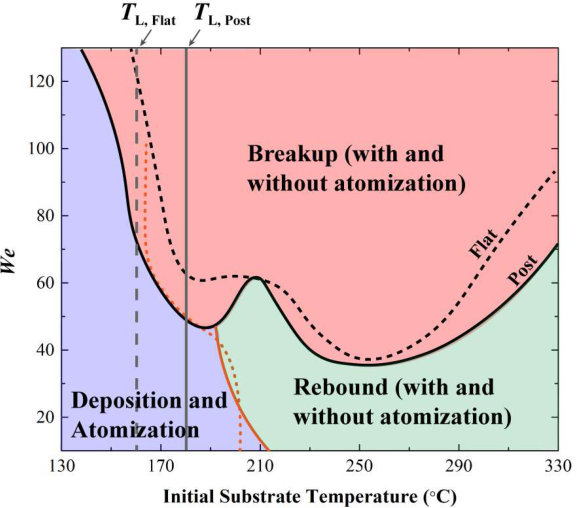 T_L, Flat T_L, Post
120
100
80
60
40
20
We
Breakup (with and
without atomization)
Flat
Post
Deposition and
Atomization
Rebound (with and
without atomization)
130 170 210 250 290 330
Initial Substrate Temperature (°C)